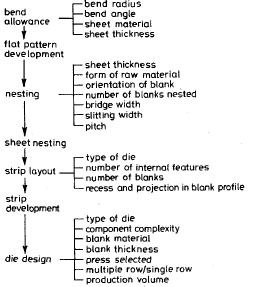 bend radius
bend allowance
bend angle
sheet material
sheet thickness
flat pattern development
sheet thickness
form of raw material
orientation of blank
nesting
number of blanks nested
bridge width
slitting width
pitch
sheet nesting
type of die
number of internal features
strip layout
number of blanks
recess and projection in blank profile
strip development
type of die
component complexity
blank material
blank thickness
die design
press selected
multiple row/single row
production volume